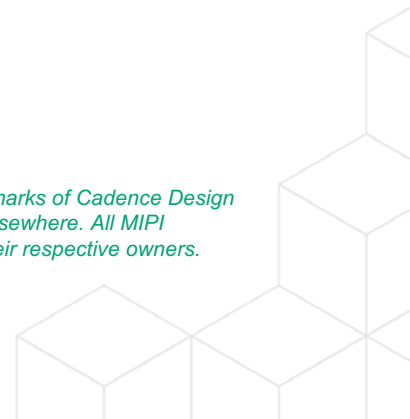 marks of Cadence Design
sewhere. All MIPI
eir respective owners.